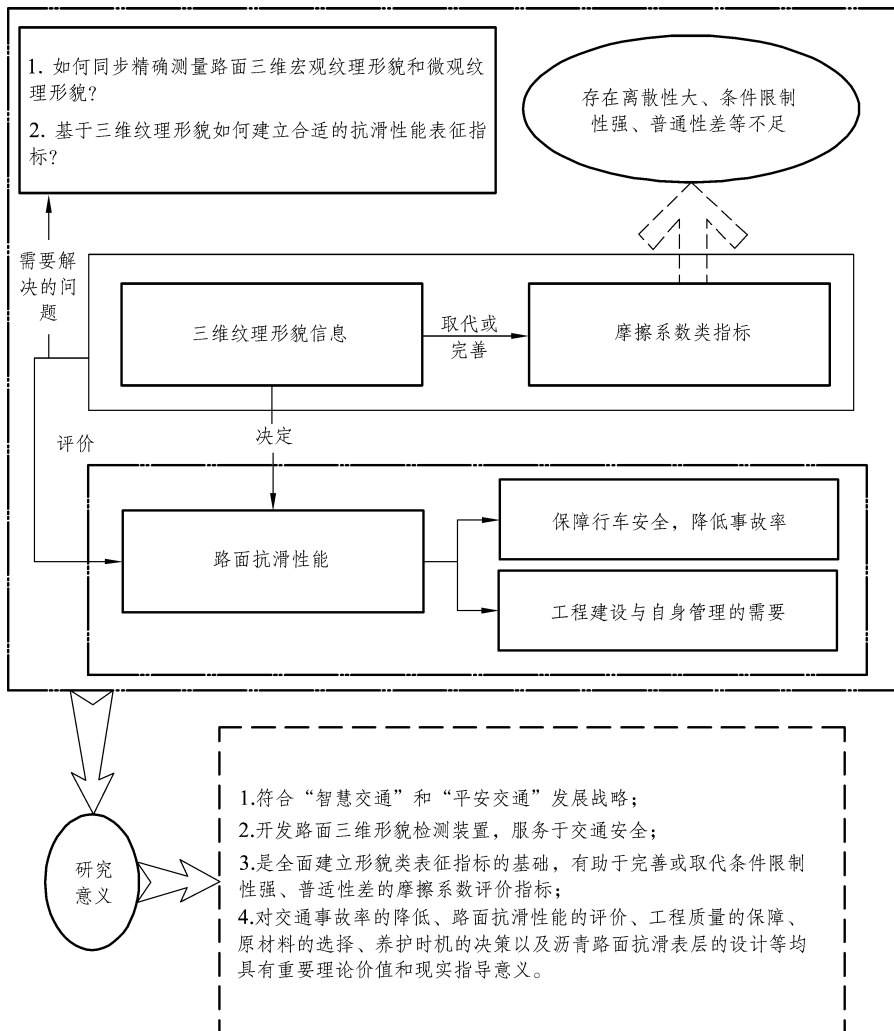 1. 如何同步精确测量路面三维宏观纹理形貌和微观纹
理形貌?
2. 基于三维纹理形貌如何建立合适的抗滑性能表征指
标?
存在离散性大、条件限制
性强、普通性差等不足
需要解
决的问
题
三维纹理形貌信息
取代或
完善
摩擦系数类指标
评价
决定
路面抗滑性能
保障行车安全，降低事故率
工程建设与自身管理的需要
研究
意义
1.符合“智慧交通”和“平安交通”发展战略；
2.开发路面三维形貌检测装置，服务于交通安全；
3.是全面建立形貌类表征指标的基础，有助于完善或取代条件限制
性强、普适性差的摩擦系数评价指标；
4.对交通事故率的降低、路面抗滑性能的评价、工程质量的保障、
原材料的选择、养护时机的决策以及沥青路面抗滑表层的设计等均
具有重要理论价值和现实指导意义。